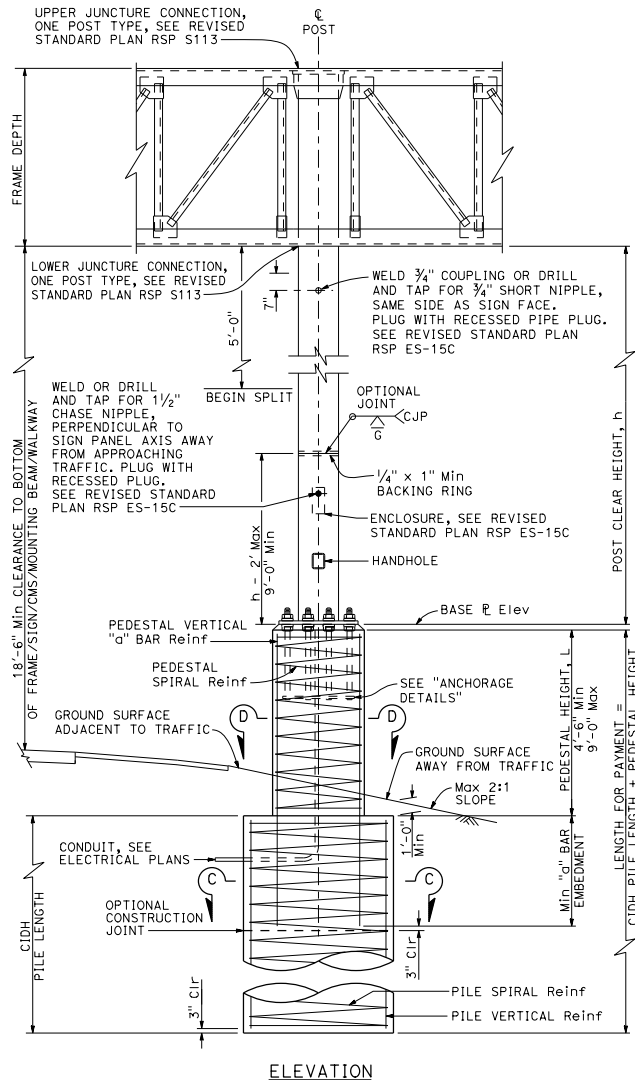 UPPER JUNCTURE CONNECTION,
ONE POST TYPE, SEE REVISED
STANDARD PLAN RSP S113
℄
POST
FRAME DEPTH
LOWER JUNCTURE CONNECTION,
ONE POST TYPE, SEE REVISED
STANDARD PLAN RSP S113
7"
5'-0"
WELD 3/4" COUPLING OR DRILL
AND TAP FOR 3/4" SHORT NIPPLE,
SAME SIDE AS SIGN FACE.
PLUG WITH RECESSED PIPE PLUG.
SEE REVISED STANDARD PLAN
RSP ES-15C
BEGIN SPLIT
WELD OR DRILL
AND TAP FOR 1 1/2"
CHASE NIPPLE,
PERPENDICULAR TO
SIGN PANEL AXIS AWAY
FROM APPROACHING
TRAFFIC. PLUG WITH
RECESSED PLUG.
SEE REVISED STANDARD
PLAN RSP ES-15C
OPTIONAL
JOINT
CJP
G
1/4" x 1" Min
BACKING RING
ENCLOSURE, SEE REVISED
STANDARD PLAN RSP ES-15C
HANDHOLE
h - 2' Max
9'-0" Min
POST CLEAR HEIGHT, h
18'-6" Min CLEARANCE TO BOTTOM
OF FRAME/SIGN/CMS/MOUNTING BEAM/WALKWAY
BASE ⅊ Elev
PEDESTAL VERTICAL
"a" BAR Reinf
PEDESTAL
SPIRAL Reinf
SEE "ANCHORAGE
DETAILS"
D
D
GROUND SURFACE
ADJACENT TO TRAFFIC
GROUND SURFACE
AWAY FROM TRAFFIC
Max 2:1
SLOPE
1'-0"
Min
PEDESTAL HEIGHT, L
4'-6" Min
9'-0" Max
LENGTH FOR PAYMENT =
CIDH PILE LENGTH + PEDESTAL HEIGHT
Min "a" BAR
EMBEDMENT
CONDUIT, SEE
ELECTRICAL PLANS
C
C
OPTIONAL
CONSTRUCTION
JOINT
CIDH
PILE LENGTH
3" Clr
3" Clr
PILE SPIRAL Reinf
PILE VERTICAL Reinf
ELEVATION